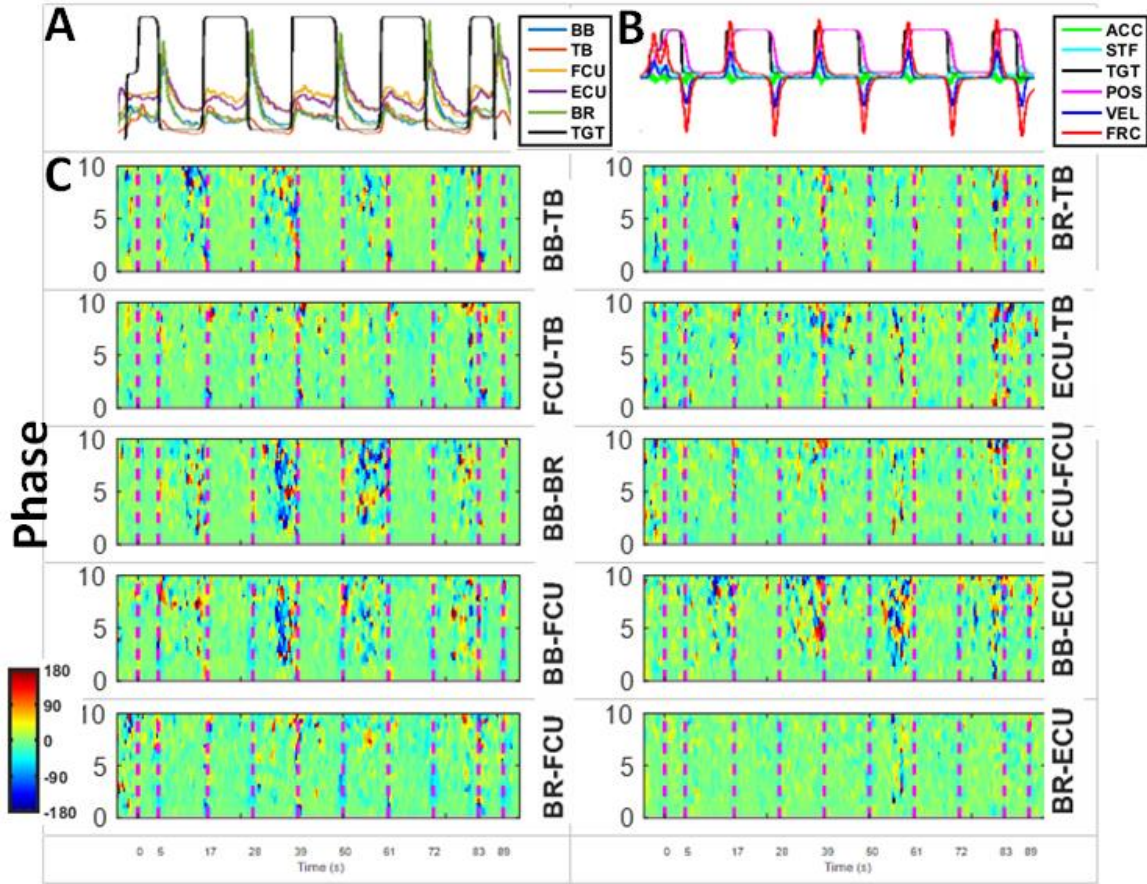 A
BB
TB
FCU
ECU
BR
TGT
B
ACC
STF
TGT
POS
VEL
FRC
C
Phase
10
5
0
BB-TB
10
5
0
BR-TB
10
5
0
FCU-TB
10
5
0
ECU-TB
10
5
0
BB-BR
10
5
0
ECU-FCU
10
5
0
BB-FCU
10
5
0
BB-ECU
10
5
0
BR-FCU
10
5
0
BR-ECU
180
90
0
-90
-180
0 5 17 28 39 50 61 72 83 89
Time (s)
0 5 17 28 39 50 61 72 83 89
Time (s)